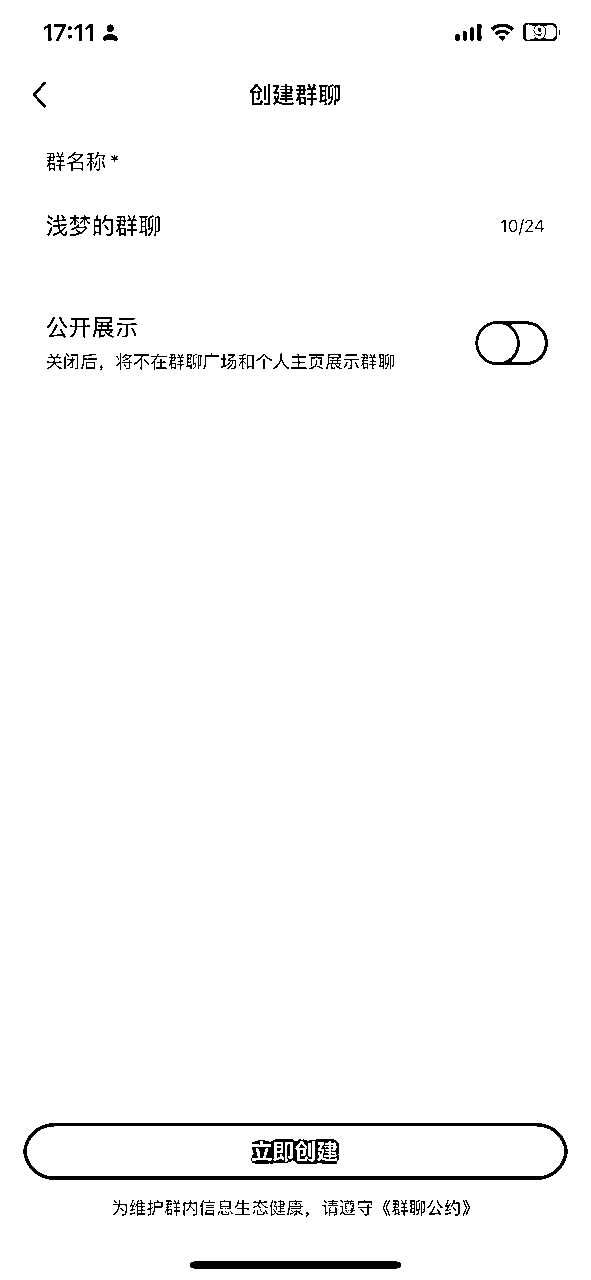 17:11
创建群聊
群名称 *
浅梦的群聊
10/24
公开展示
关闭后，将不在群聊广场和个人主页展示群聊
立即创建
为维护群内信息生态健康，请遵守《群聊公约》